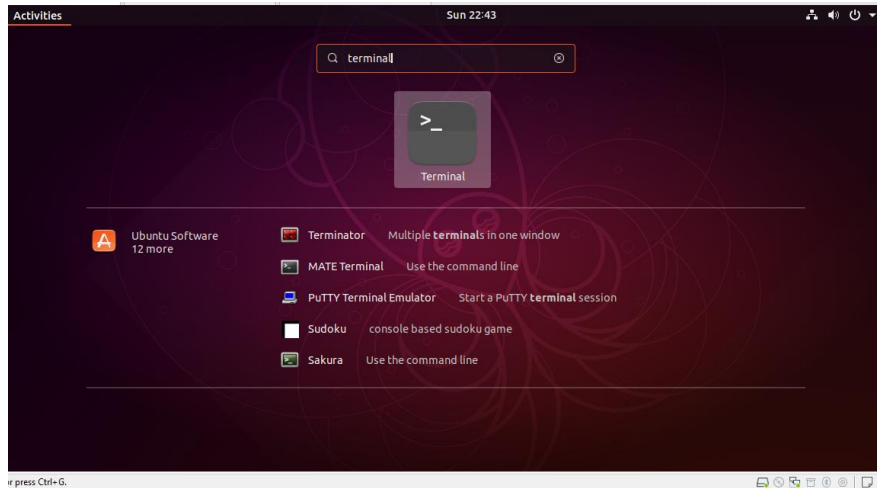 Activities
Sun 22:43
terminal
>_
Terminal
Ubuntu Software
12 more
Terminator Multiple terminals in one window
MATE Terminal Use the command line
PuTTY Terminal Emulator Start a PuTTY terminal session
Sudoku console based sudoku game
Sakura Use the command line
or press Ctrl+G.